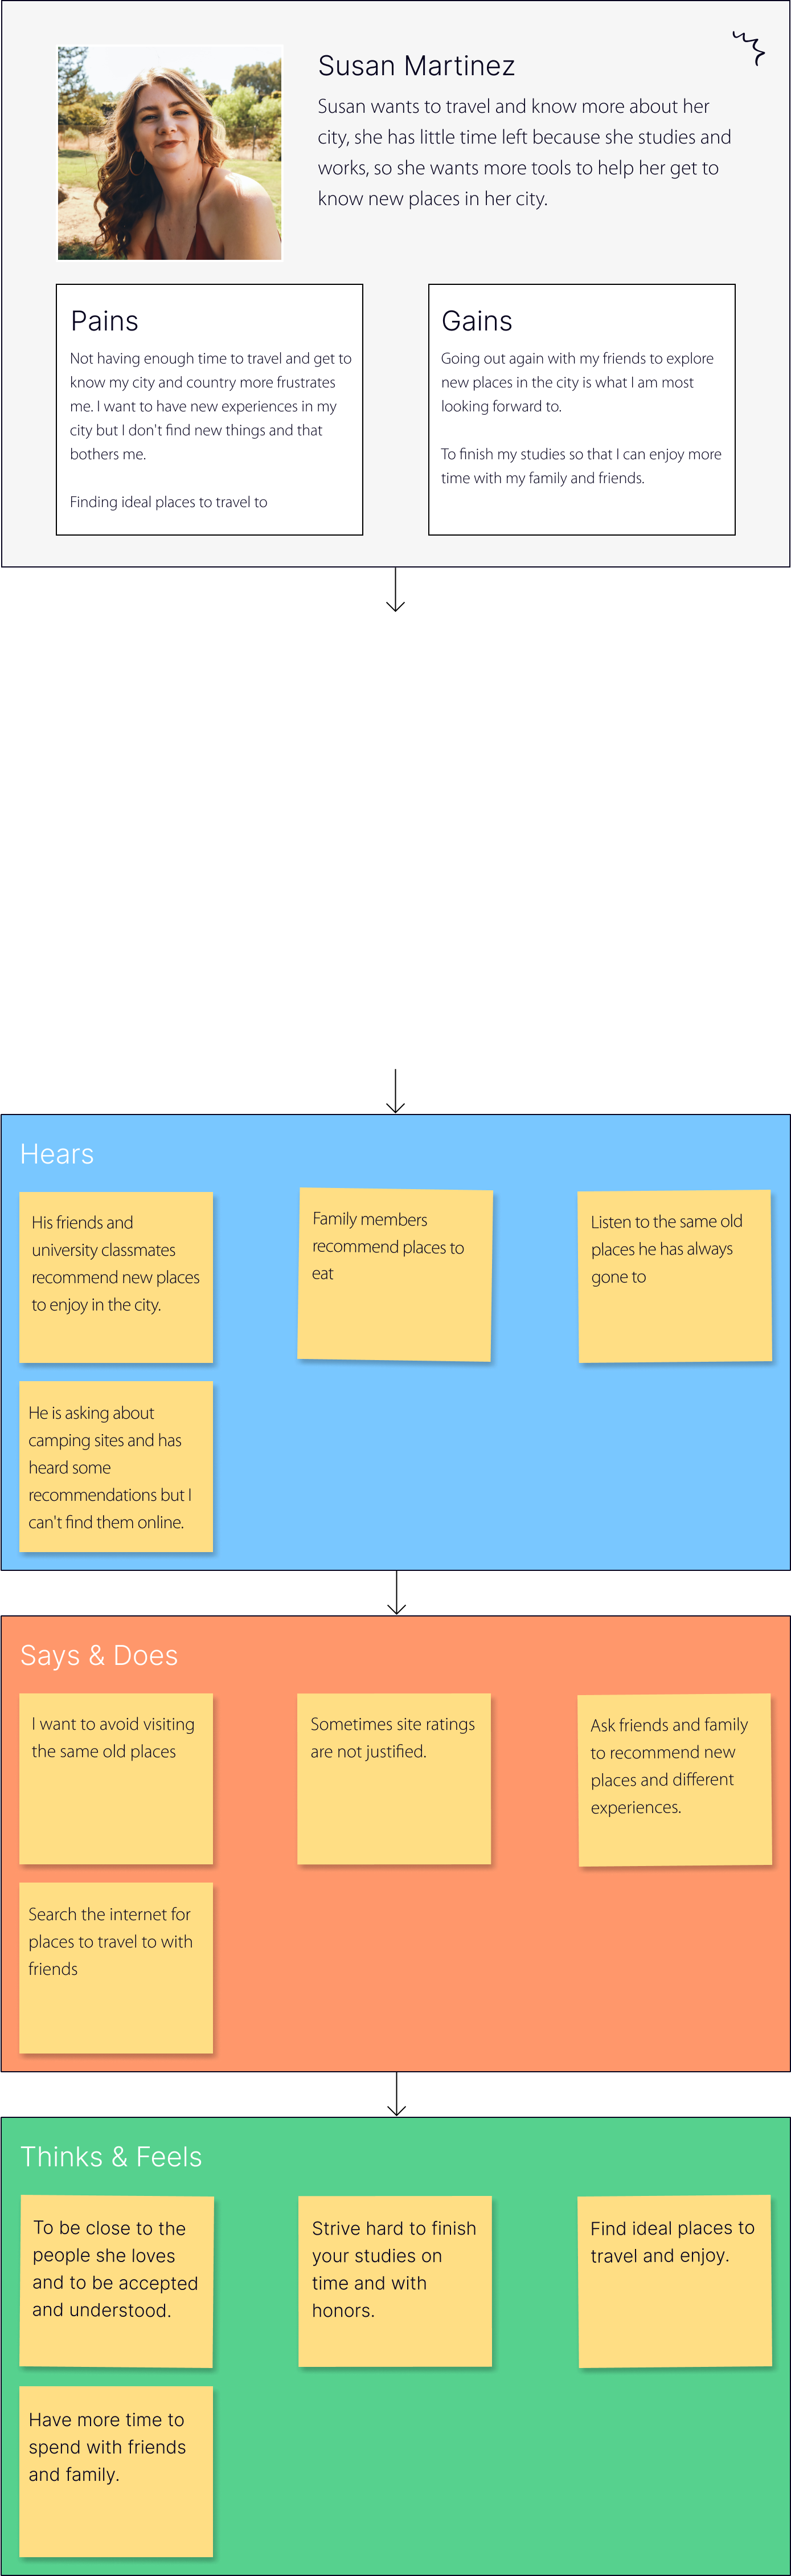 Susan Martinez
Susan wants to travel and know more about her
city, she has little time left because she studies and
works, so she wants more tools to help her get to
know new places in her city.
Pains
Not having enough time to travel and get to
know my city and country more frustrates
me. I want to have new experiences in my
city but I don't find new things and that
bothers me.
Finding ideal places to travel to
Gains
Going out again with my friends to explore
new places in the city is what I am most
looking forward to.
To finish my studies so that I can enjoy more
time with my family and friends.
Hears
His friends and
university classmates
recommend new places
to enjoy in the city.
Family members
recommend places to
eat
Listen to the same old
places he has always
gone to
He is asking about
camping sites and has
heard some
recommendations but I
can't find them online.
Says & Does
I want to avoid visiting
the same old places
Sometimes site ratings
are not justified.
Ask friends and family
to recommend new
places and different
experiences.
Search the internet for
places to travel to with
friends
Thinks & Feels
To be close to the
people she loves
and to be accepted
and understood.
Strive hard to finish
your studies on
time and with
honors.
Find ideal places to
travel and enjoy.
Have more time to
spend with friends
and family.